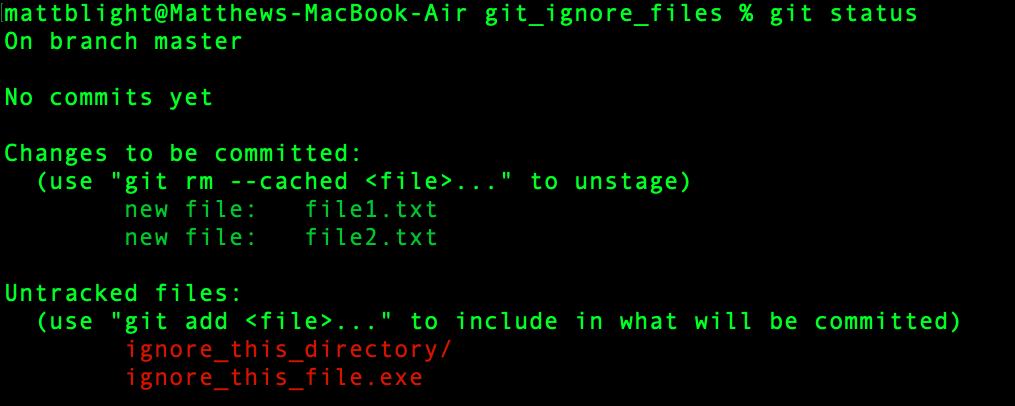 mattblight@Matthews-MacBook-Air git_ignore_files % git status
On branch master
No commits yet
Changes to be committed:
(use "git rm --cached <file>..." to unstage)
new file: file1.txt
new file: file2.txt
Untracked files:
(use "git add <file>..." to include in what will be committed)
ignore_this_directory/
ignore_this_file.exe